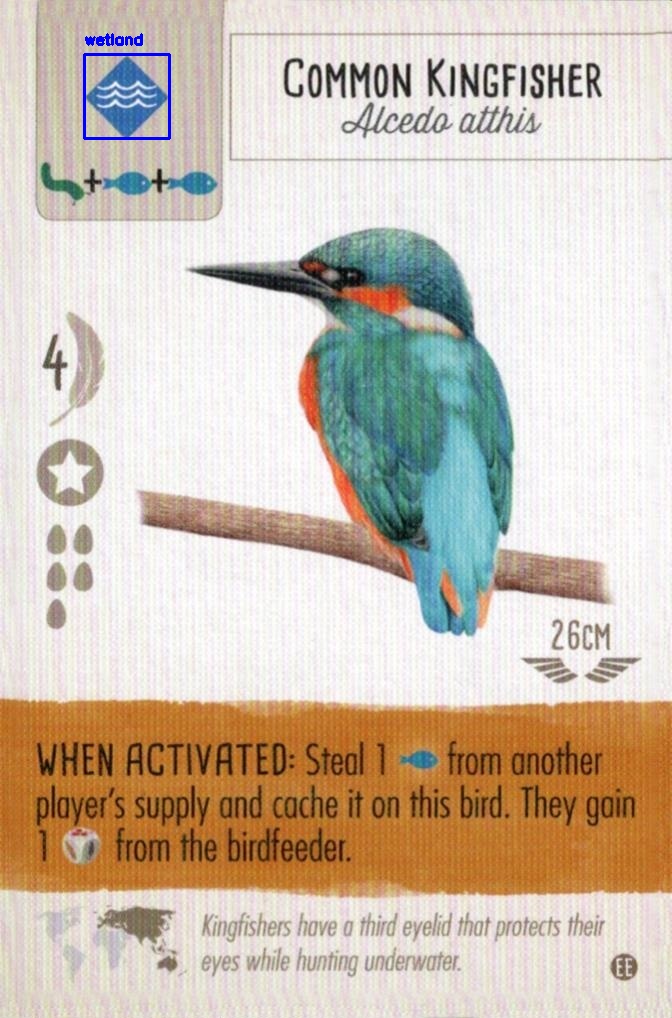 wetland
COMMON KINGFISHER
Alcedo atthis
++
4
26CM
WHEN ACTIVATED: Steal 1 from another
player's supply and cache it on this bird. They gain
1 from the birdfeeder.
Kingfishers have a third eyelid that protects their
eyes while hunting underwater.
EE